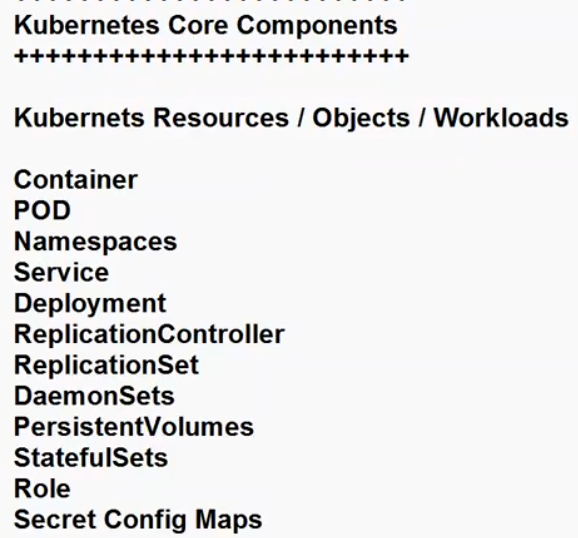 Kubernetes Core Components
+++++++++++++++++++++++++
Kubernets Resources / Objects / Workloads
Container
POD
Namespaces
Service
Deployment
ReplicationController
ReplicationSet
DaemonSets
PersistentVolumes
StatefulSets
Role
Secret Config Maps